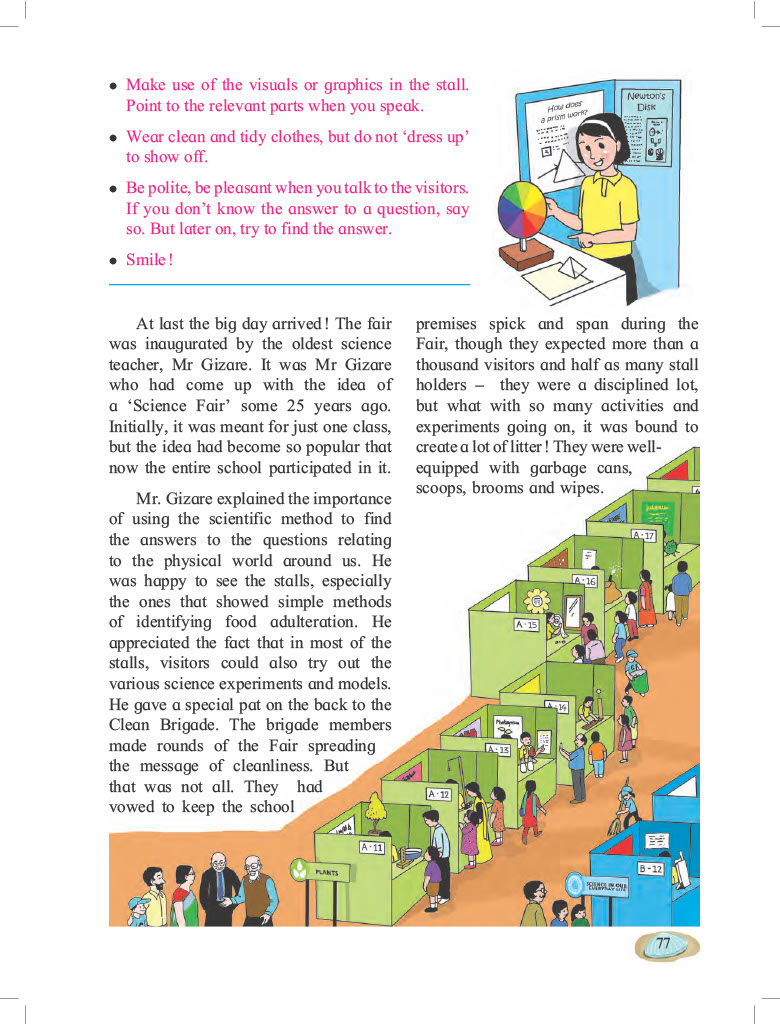 ● Make use of the visuals or graphics in the stall.
Point to the relevant parts when you speak.
● Wear clean and tidy clothes, but do not ‘dress up’
to show off.
● Be polite, be pleasant when you talk to the visitors.
If you don’t know the answer to a question, say
so. But later on, try to find the answer.
● Smile !
How does
a prism work?
Newton's
Disk
At last the big day arrived ! The fair
was inaugurated by the oldest science
teacher, Mr Gizare. It was Mr Gizare
who had come up with the idea of
a ‘Science Fair’ some 25 years ago.
Initially, it was meant for just one class,
but the idea had become so popular that
now the entire school participated in it.
Mr. Gizare explained the importance
of using the scientific method to find
the answers to the questions relating
to the physical world around us. He
was happy to see the stalls, especially
the ones that showed simple methods
of identifying food adulteration. He
appreciated the fact that in most of the
stalls, visitors could also try out the
various science experiments and models.
He gave a special pat on the back to the
Clean Brigade. The brigade members
made rounds of the Fair spreading
the message of cleanliness. But
that was not all. They had
vowed to keep the school
premises spick and span during the
Fair, though they expected more than a
thousand visitors and half as many stall
holders – they were a disciplined lot,
but what with so many activities and
experiments going on, it was bound to
create a lot of litter ! They were well-
equipped with garbage cans,
scoops, brooms and wipes.
A - 17
A - 16
A - 15
A - 14
A - 13
A - 12
A - 11
PLANTS
B - 12
SCIENCE IN OUR
EVERYDAY LIFE
77